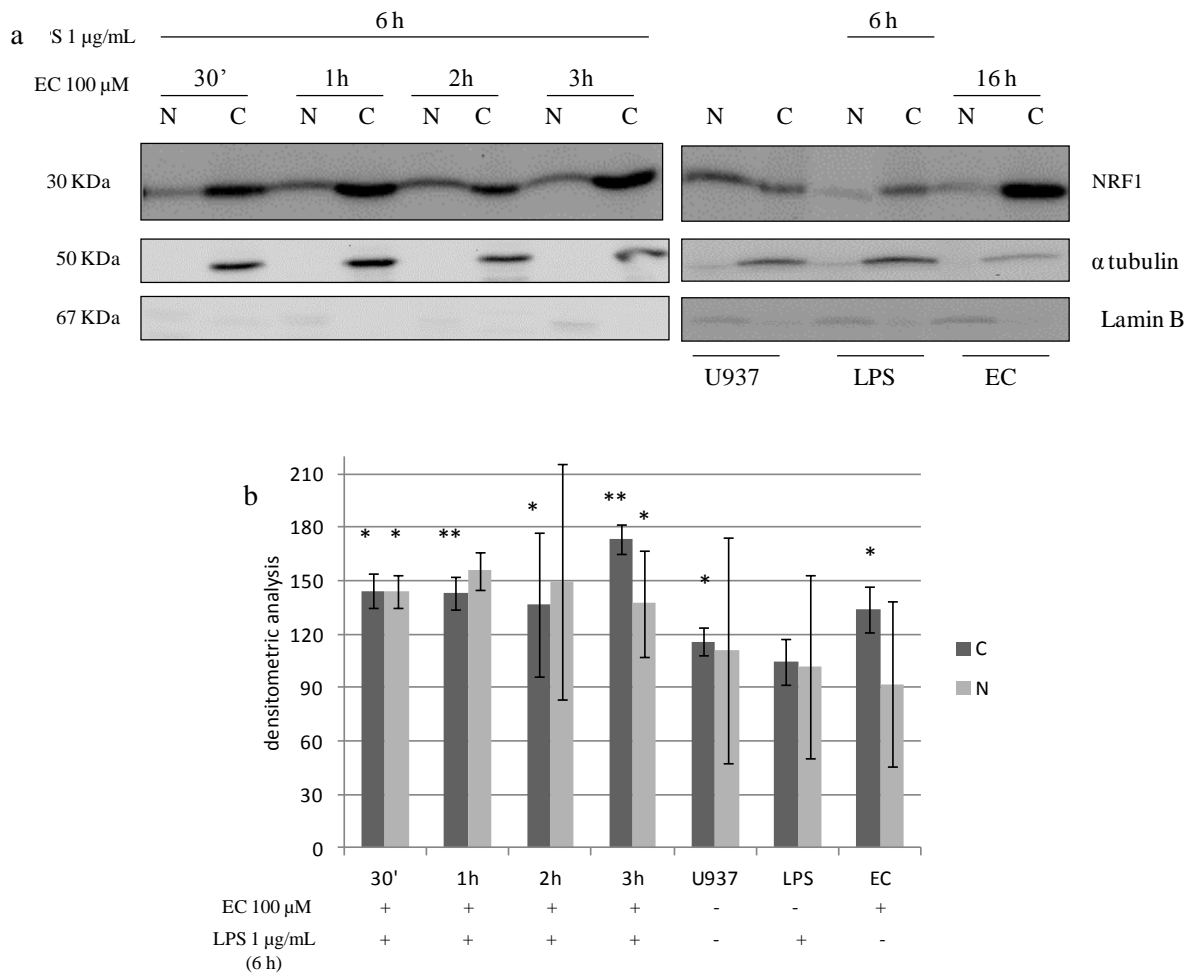 a
'S 1 µg/mL 6 h 6 h
EC 100 µM 30’ 1h 2h 3h 16 h
N C N C N C N C N C N C N C
30 KDa NRF1
50 KDa α tubulin
67 KDa Lamin B
U937 LPS EC
b
densitometric analysis
210
180
150
120
90
60
30
0
* * ** * ** * * *
C
N
30' 1h 2h 3h U937 LPS EC
EC 100 µM + + + + - - +
LPS 1 µg/mL + + + + - + -
(6 h)